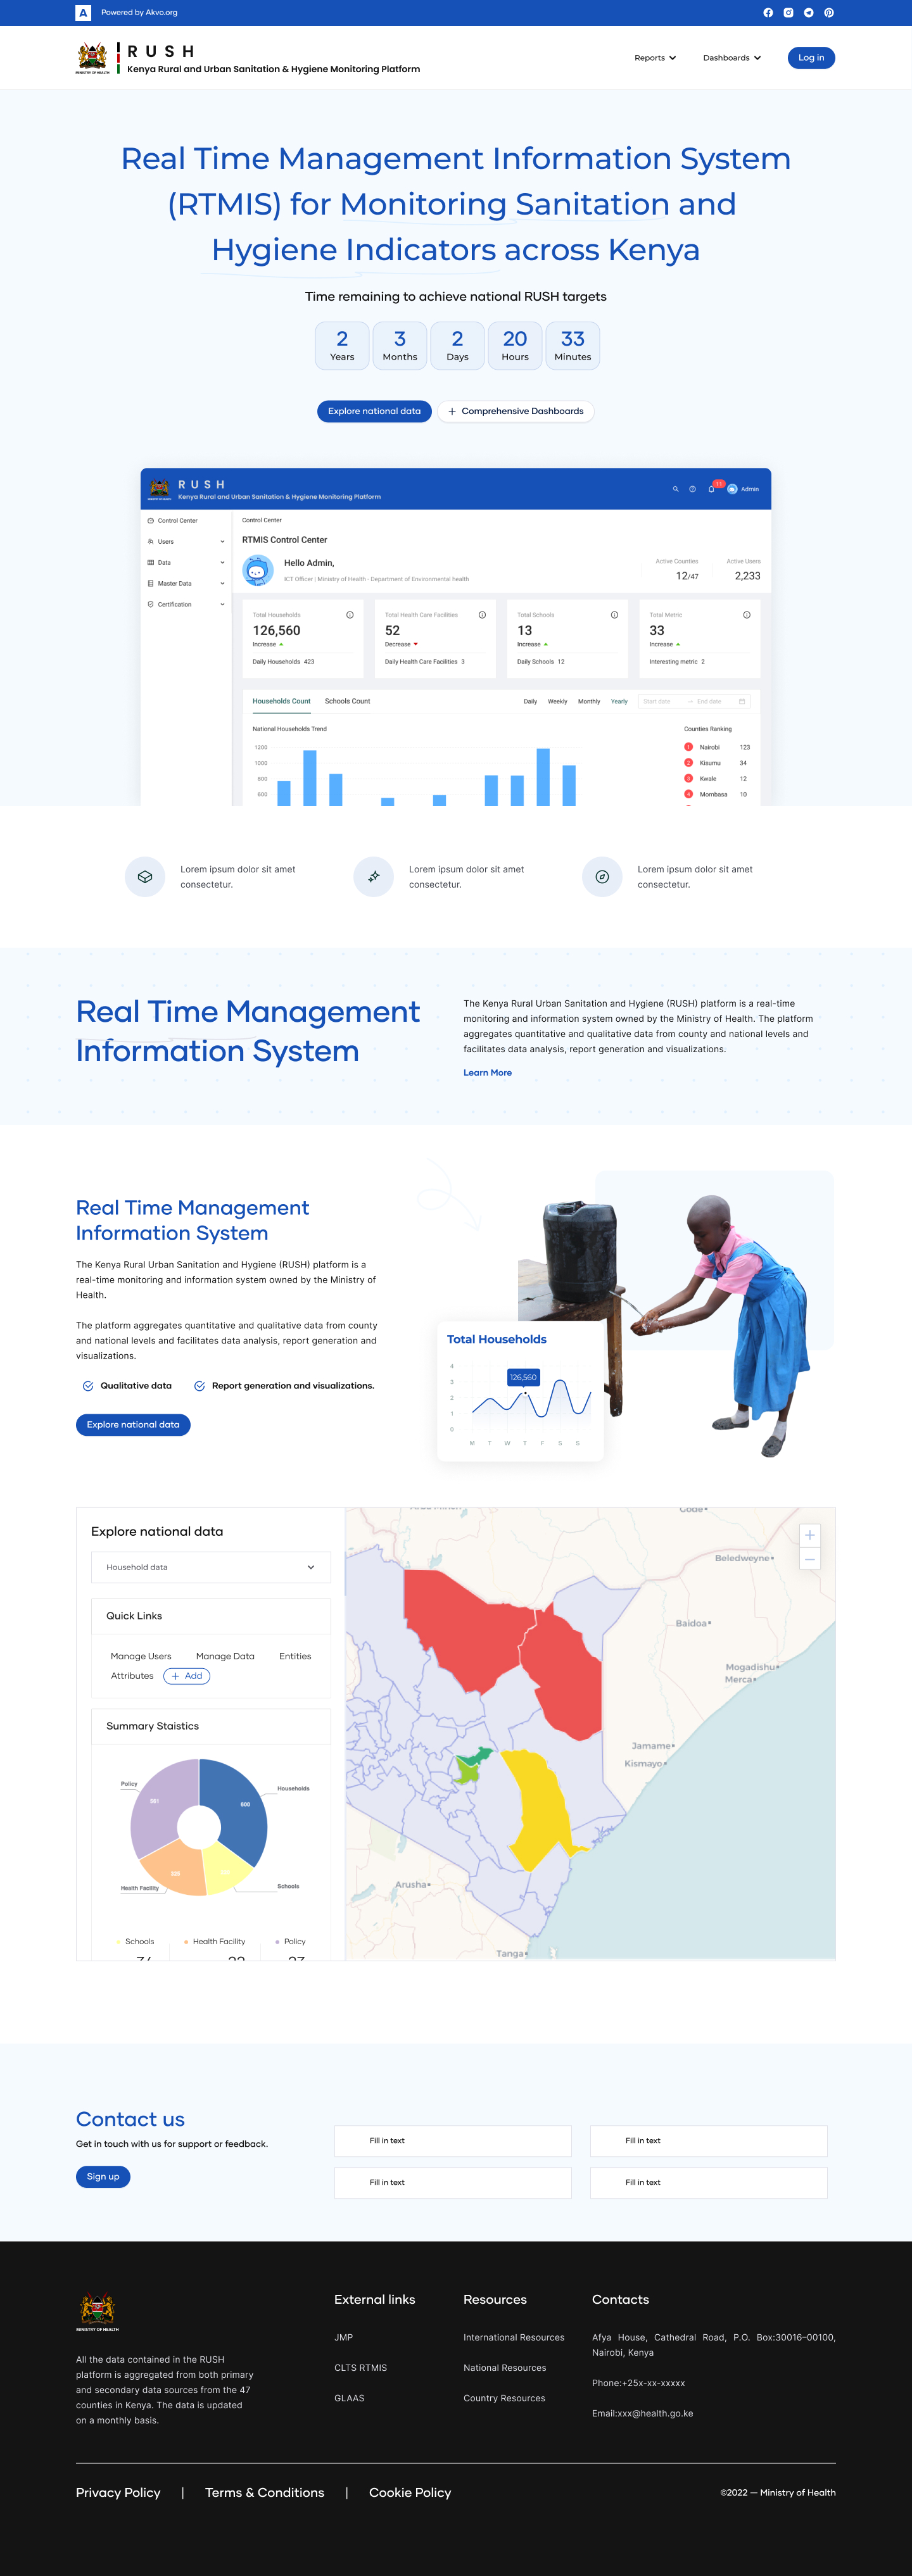 A
Powered by Akvo.org
MINISTRY OF HEALTH
RUSH
Kenya Rural and Urban Sanitation & Hygiene Monitoring Platform
Reports
Dashboards
Log in
Real Time Management Information System
(RTMIS) for Monitoring Sanitation and
Hygiene Indicators across Kenya
Time remaining to achieve national RUSH targets
2 3 2 20 33
Years Months Days Hours Minutes
Explore national data
Comprehensive Dashboards
MINISTRY OF HEALTH
RUSH
Kenya Rural and Urban Sanitation & Hygiene Monitoring Platform
11
Admin
Control Center
Users
Data
Master Data
Certification
Control Center
RTMIS Control Center
Hello Admin,
ICT Officer | Ministry of Health - Department of Environmental health
Active Counties
12/47
Active Users
2,233
Total Households
126,560
Increase
Daily Households 423
Total Health Care Facilities
52
Decrease
Daily Health Care Facilities 3
Total Schools
13
Increase
Daily Schools 12
Total Metric
33
Increase
Interesting metric 2
Households Count Schools Count
Daily Weekly Monthly Yearly
Start date End date
National Households Trend
1200
1000
800
600
Counties Ranking
1 Nairobi 123
2 Kisumu 34
3 Kwale 12
4 Mombasa 10
Lorem ipsum dolor sit amet
consectetur.
Lorem ipsum dolor sit amet
consectetur.
Lorem ipsum dolor sit amet
consectetur.
Real Time Management
Information System
The Kenya Rural Urban Sanitation and Hygiene (RUSH) platform is a real-time
monitoring and information system owned by the Ministry of Health. The platform
aggregates quantitative and qualitative data from county and national levels and
facilitates data analysis, report generation and visualizations.
Learn More
Real Time Management
Information System
The Kenya Rural Urban Sanitation and Hygiene (RUSH) platform is a
real-time monitoring and information system owned by the Ministry of
Health.
The platform aggregates quantitative and qualitative data from county
and national levels and facilitates data analysis, report generation and
visualizations.
Qualitative data
Report generation and visualizations.
Explore national data
Total Households
126,560
4
3
2
1
0
M T W T F S S
Explore national data
Household data
Quick Links
Manage Users Manage Data Entities
Attributes Add
Summary Staistics
Policy
Households
Health Facility
Schools
Schools Health Facility Policy
Beledweyne
Baidoa
Mogadishu
Merca
Jamame
Kismayo
Arusha
Tanga
Contact us
Get in touch with us for support or feedback.
Sign up
Fill in text
Fill in text
Fill in text
Fill in text
MINISTRY OF HEALTH
All the data contained in the RUSH
platform is aggregated from both primary
and secondary data sources from the 47
counties in Kenya. The data is updated
on a monthly basis.
External links
JMP
CLTS RTMIS
GLAAS
Resources
International Resources
National Resources
Country Resources
Contacts
Afya House, Cathedral Road, P.O. Box:30016–00100,
Nairobi, Kenya
Phone:+25x-xx-xxxxx
Email:xxx@health.go.ke
Privacy Policy | Terms & Conditions | Cookie Policy
©2022 — Ministry of Health